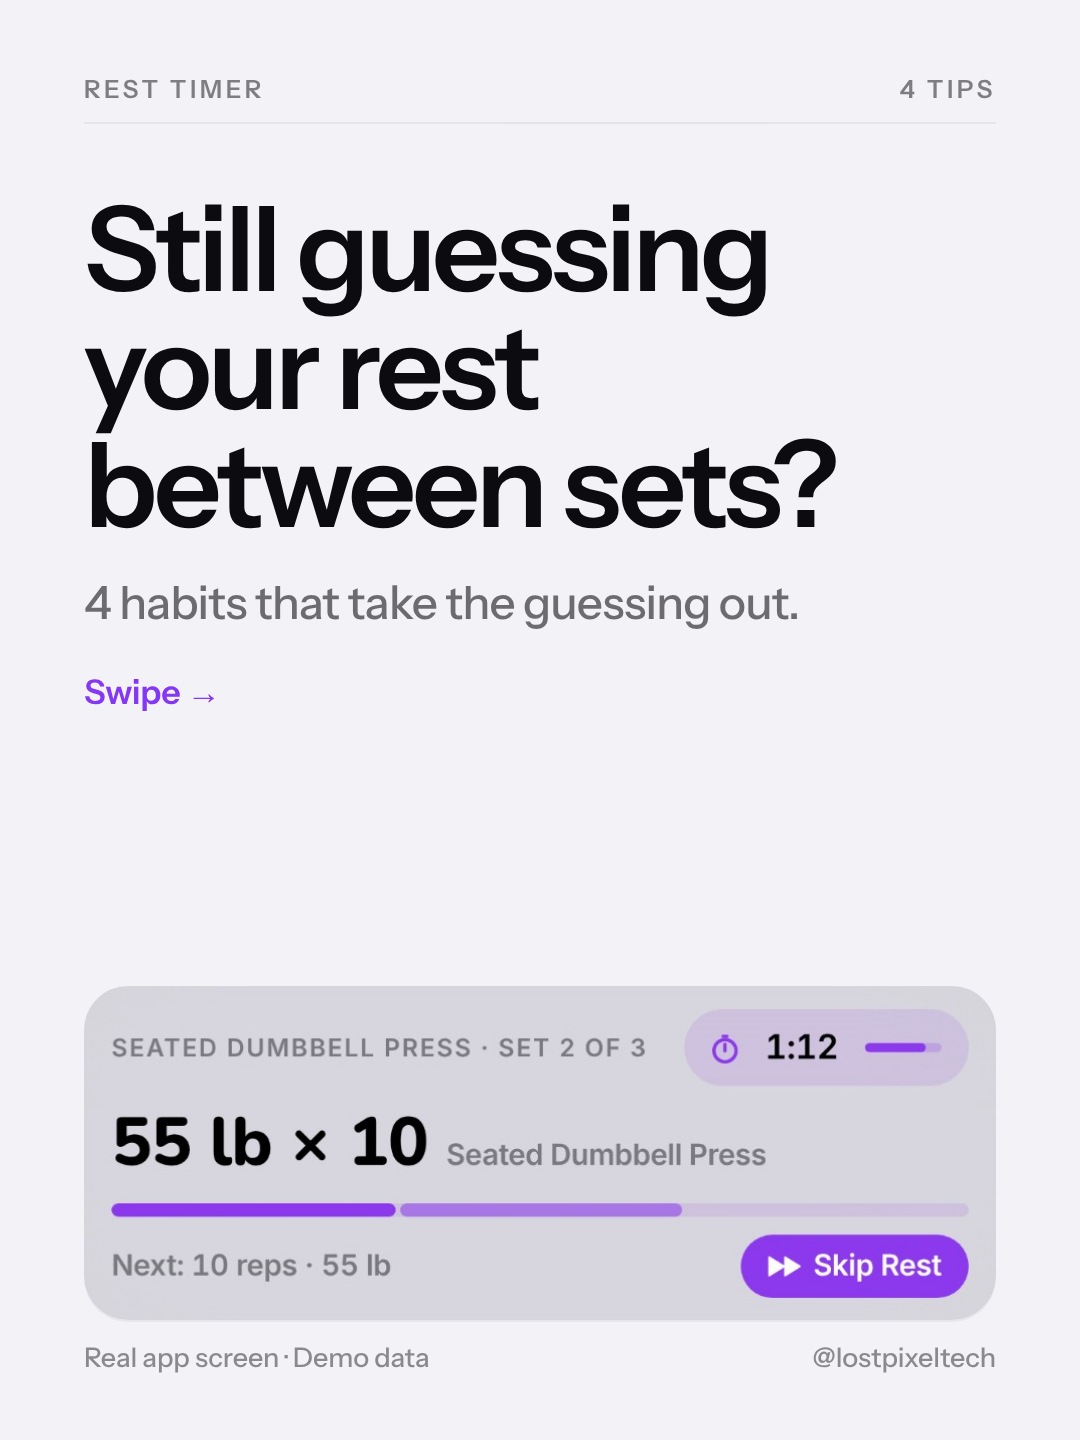 REST TIMER
4 TIPS
Still guessing
your rest
between sets?
4 habits that take the guessing out.
Swipe →
SEATED DUMBBELL PRESS · SET 2 OF 3
1:12
55 lb × 10 Seated Dumbbell Press
Next: 10 reps · 55 lb
Skip Rest
Real app screen · Demo data
@lostpixeltech